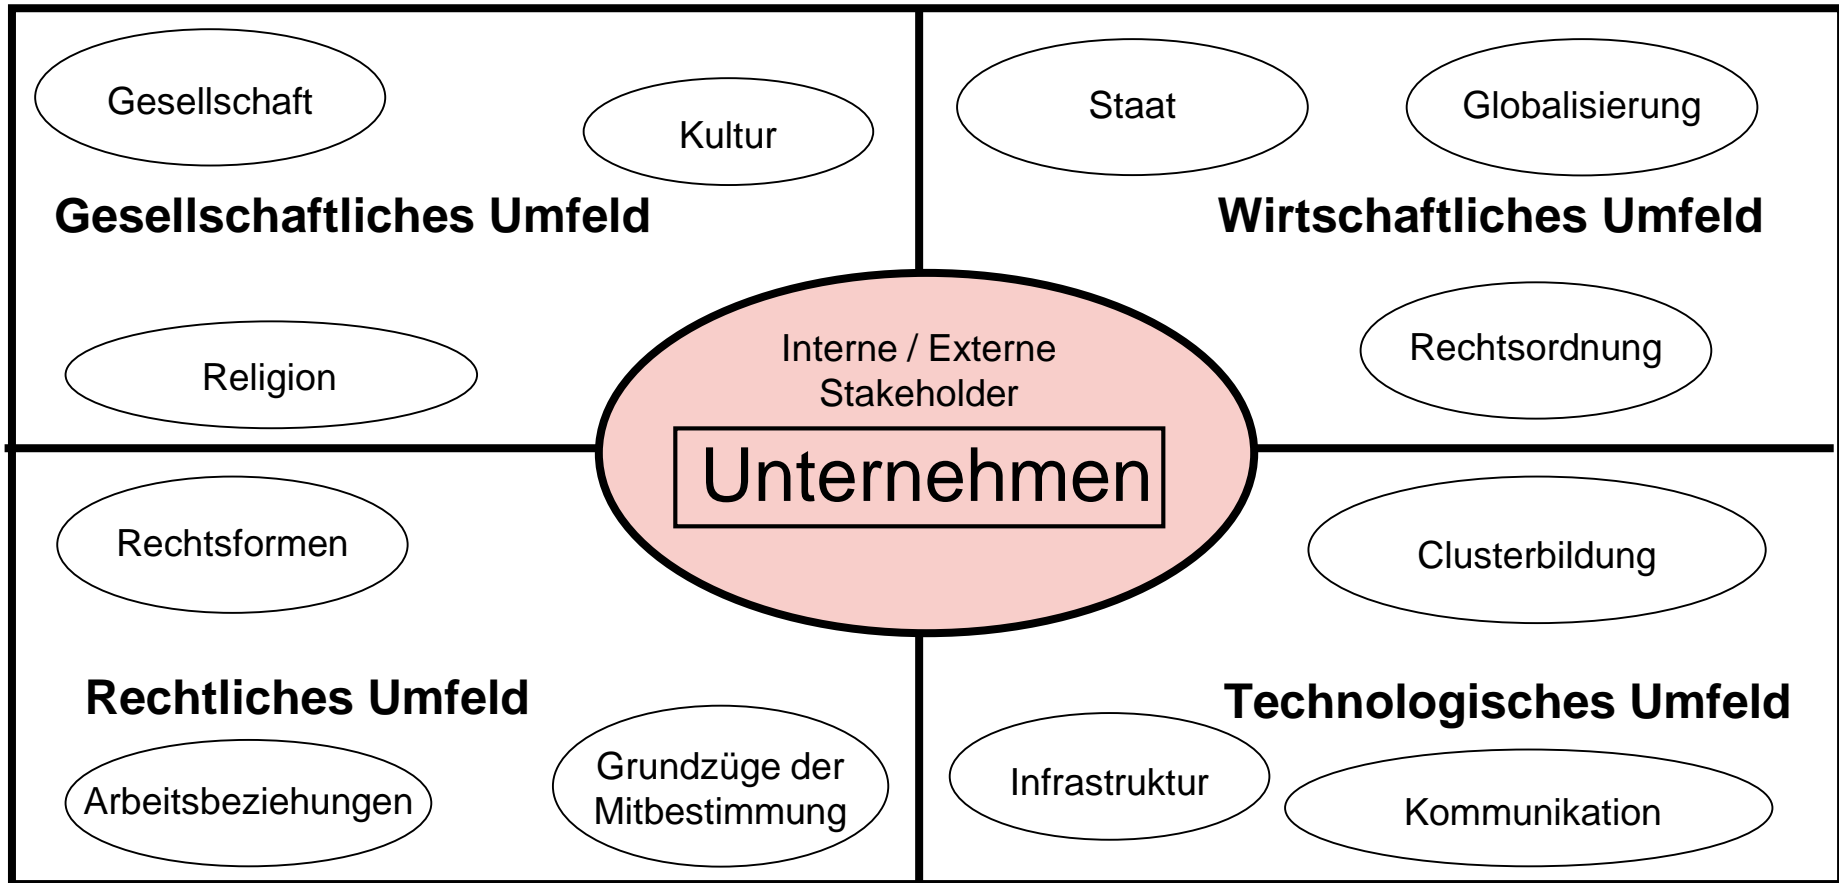 Gesellschaft
Kultur
Gesellschaftliches Umfeld
Religion
Staat
Globalisierung
Wirtschaftliches Umfeld
Rechtsordnung
Interne / Externe
Stakeholder
Unternehmen
Rechtsformen
Rechtliches Umfeld
Arbeitsbeziehungen
Grundzüge der
Mitbestimmung
Clusterbildung
Technologisches Umfeld
Infrastruktur
Kommunikation